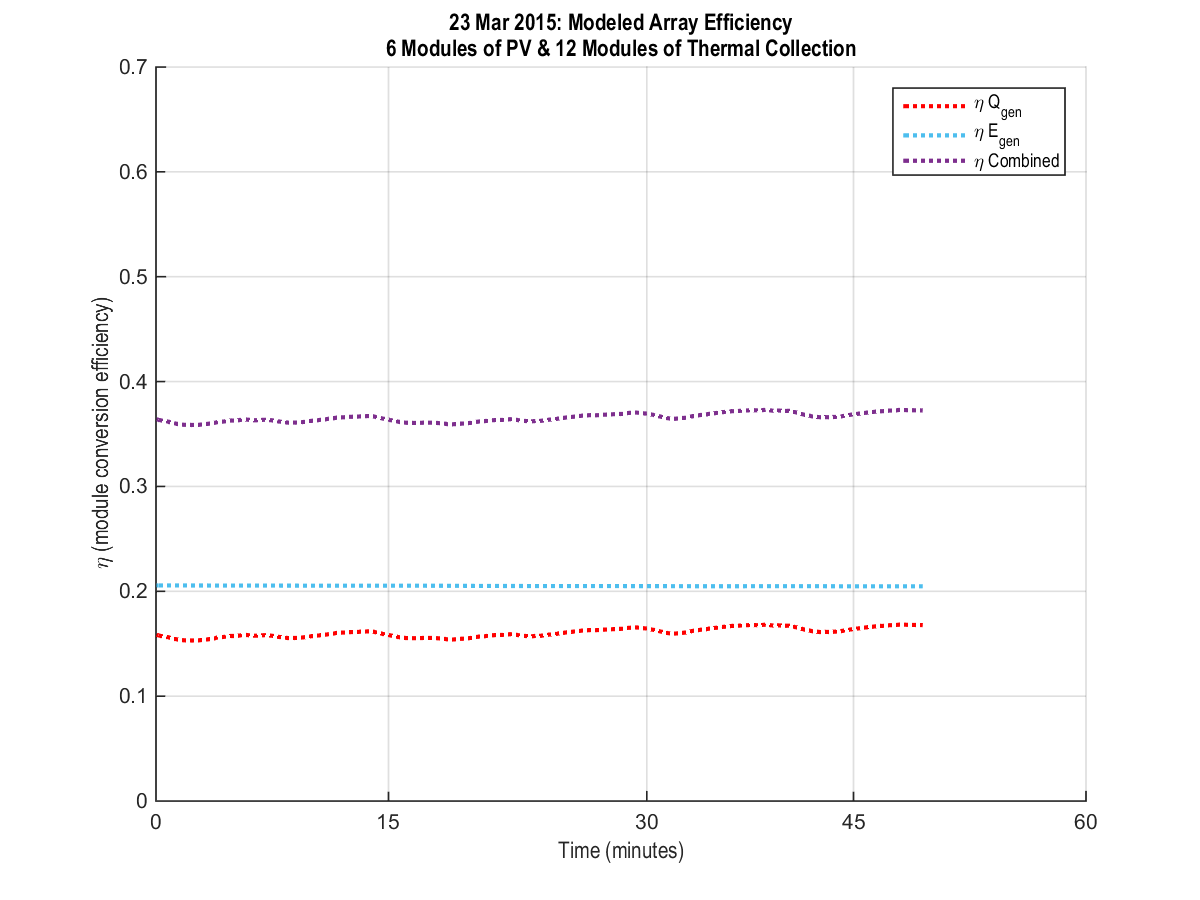 23 Mar 2015: Modeled Array Efficiency
6 Modules of PV & 12 Modules of Thermal Collection
0.7
0.6
0.5
0.4
0.3
0.2
0.1
0
η (module conversion efficiency)
η Qgen
η Egen
η Combined
0 15 30 45 60
Time (minutes)